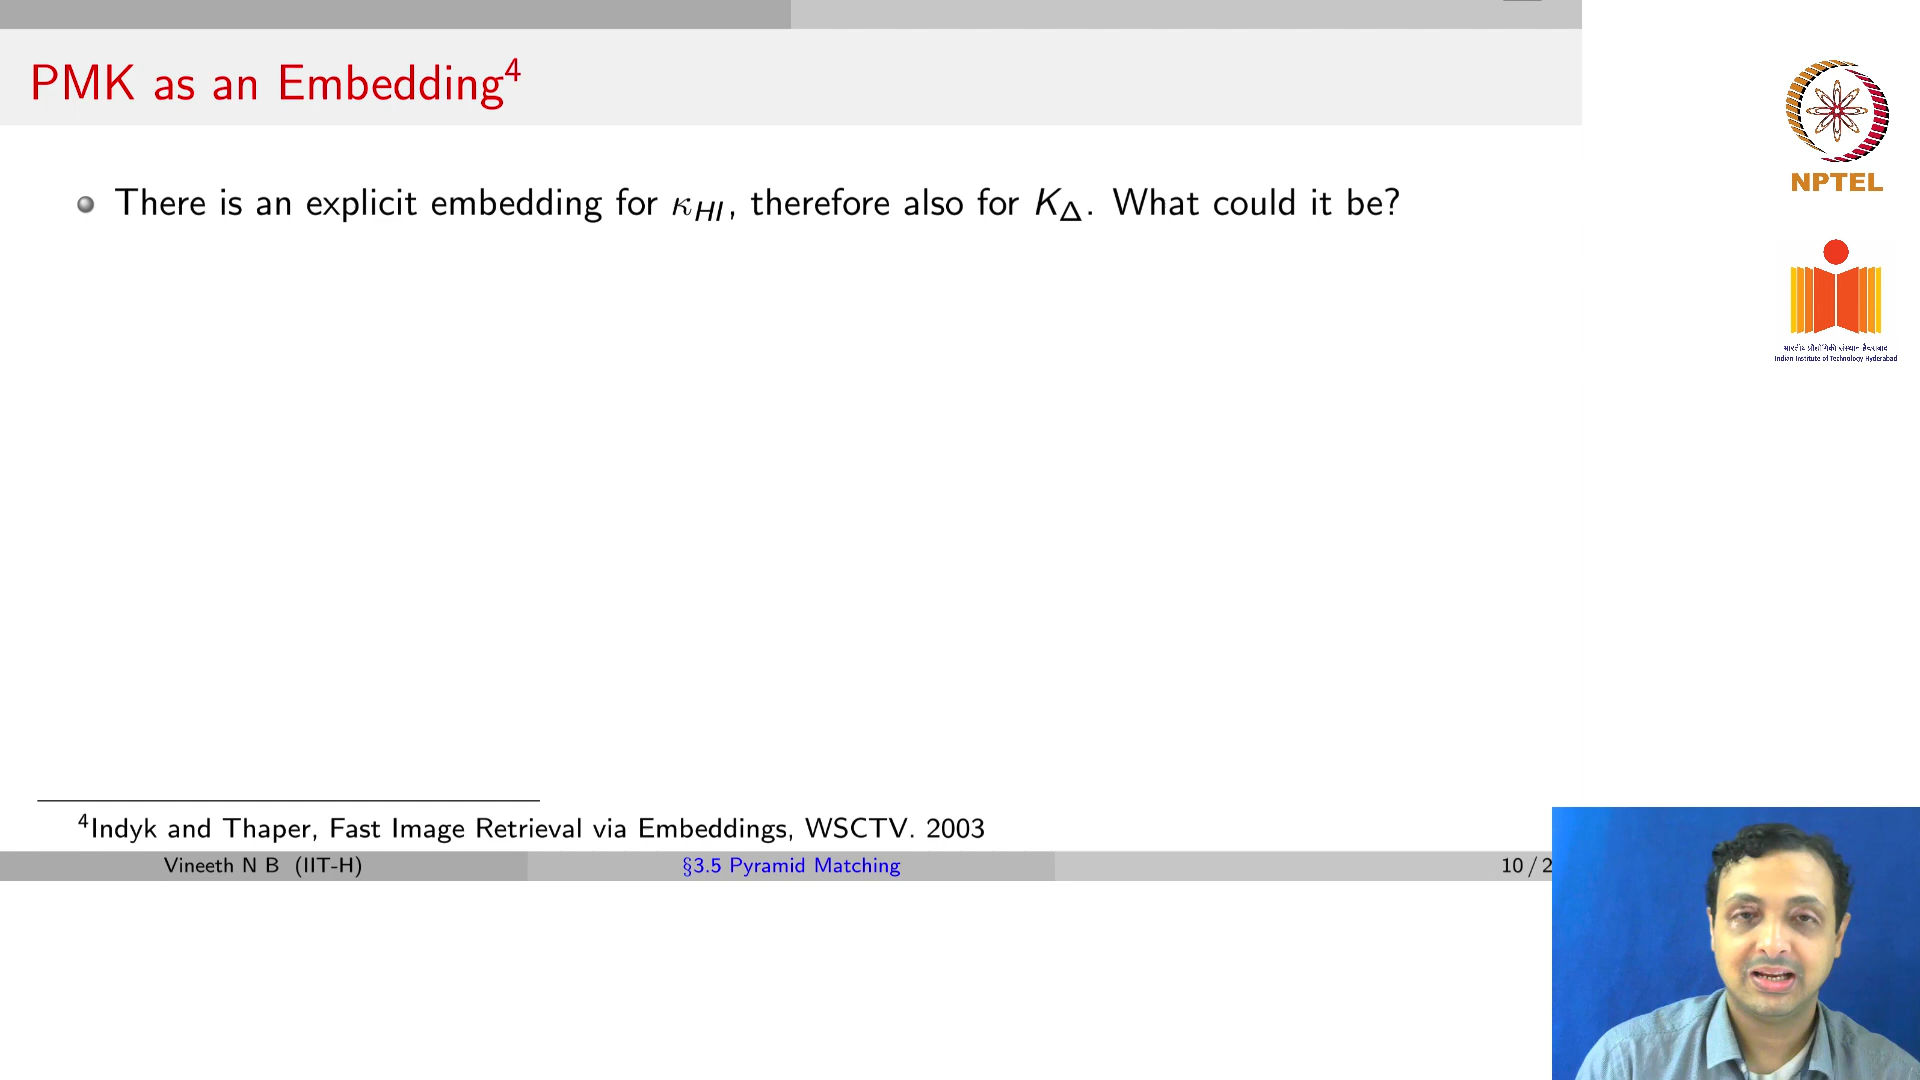 PMK as an Embedding⁴
There is an explicit embedding for κ_HI, therefore also for K_Δ. What could it be?
⁴Indyk and Thaper, Fast Image Retrieval via Embeddings, WSCTV. 2003
Vineeth N B (IIT-H)
§3.5 Pyramid Matching
10 / 2
NPTEL
भारतीय प्रौद्योगिकी संस्थान हैदराबाद
Indian Institute of Technology Hyderabad